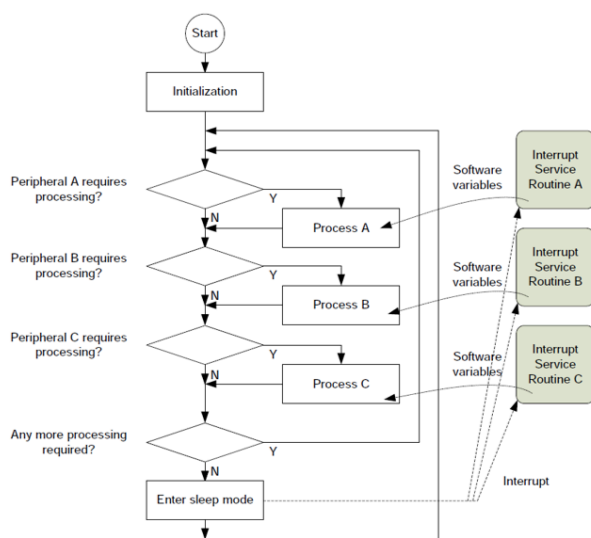 Start
Initialization
Peripheral A requires
processing?
Y
N
Process A
Software
variables
Interrupt
Service
Routine A
Peripheral B requires
processing?
Y
N
Process B
Software
variables
Interrupt
Service
Routine B
Peripheral C requires
processing?
Y
N
Process C
Software
variables
Interrupt
Service
Routine C
Any more processing
required?
Y
N
Enter sleep mode
Interrupt